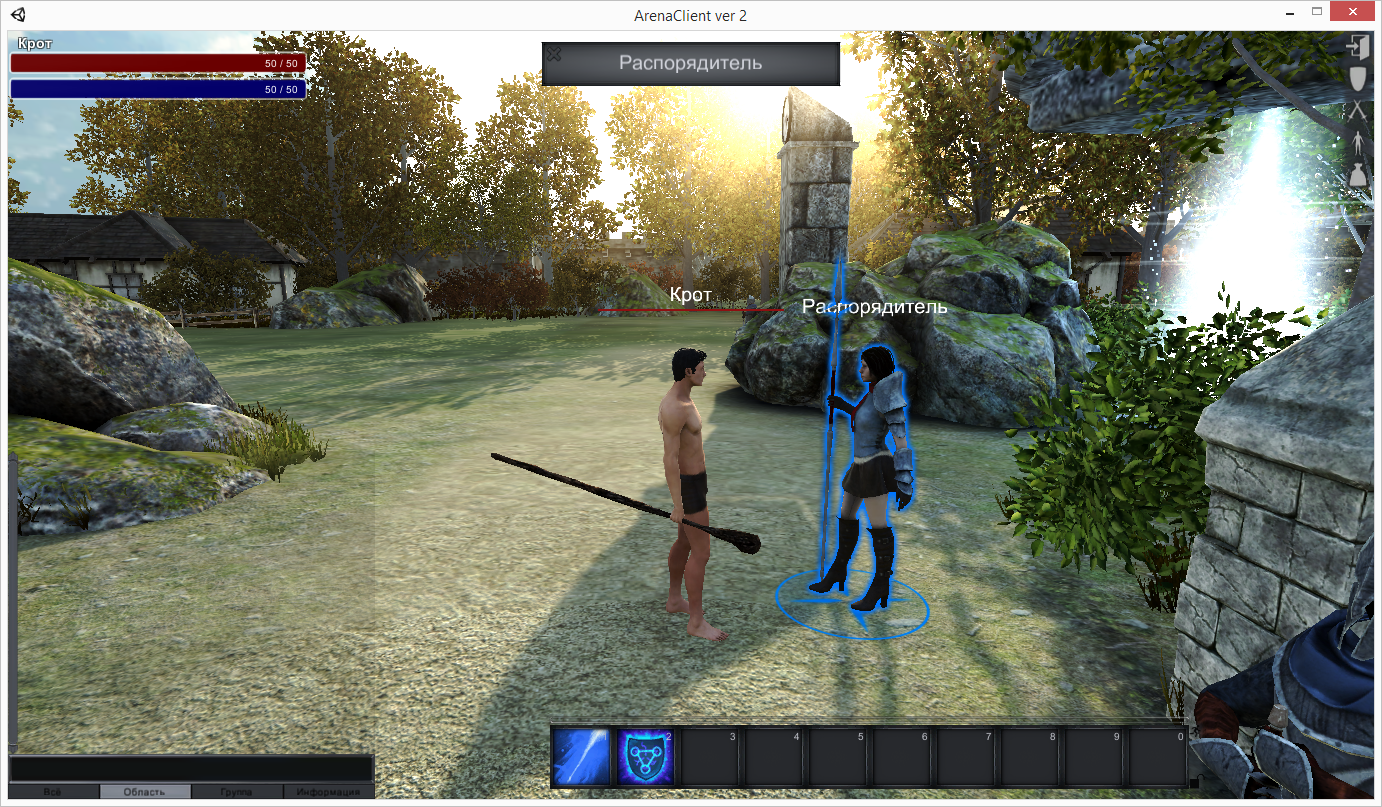 ArenaClient ver 2
Крот
50 / 50
50 / 50
Распорядитель
Крот
Распорядитель
2 3 4 5 6 7 8 9 0
Всё Область Группа Информация